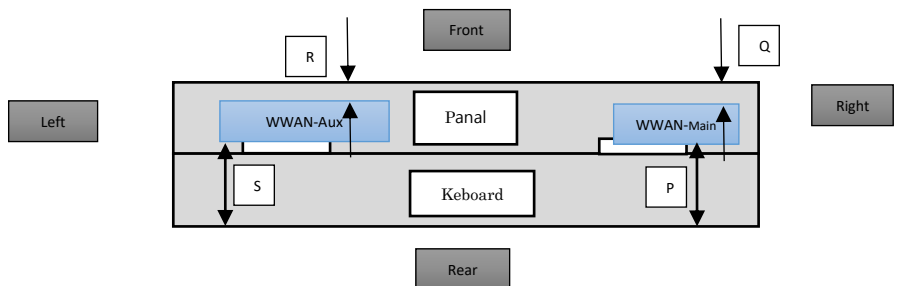 Front
R
Q
Left
WWAN-Aux
Panal
WWAN-Main
Right
S
Keboard
P
Rear